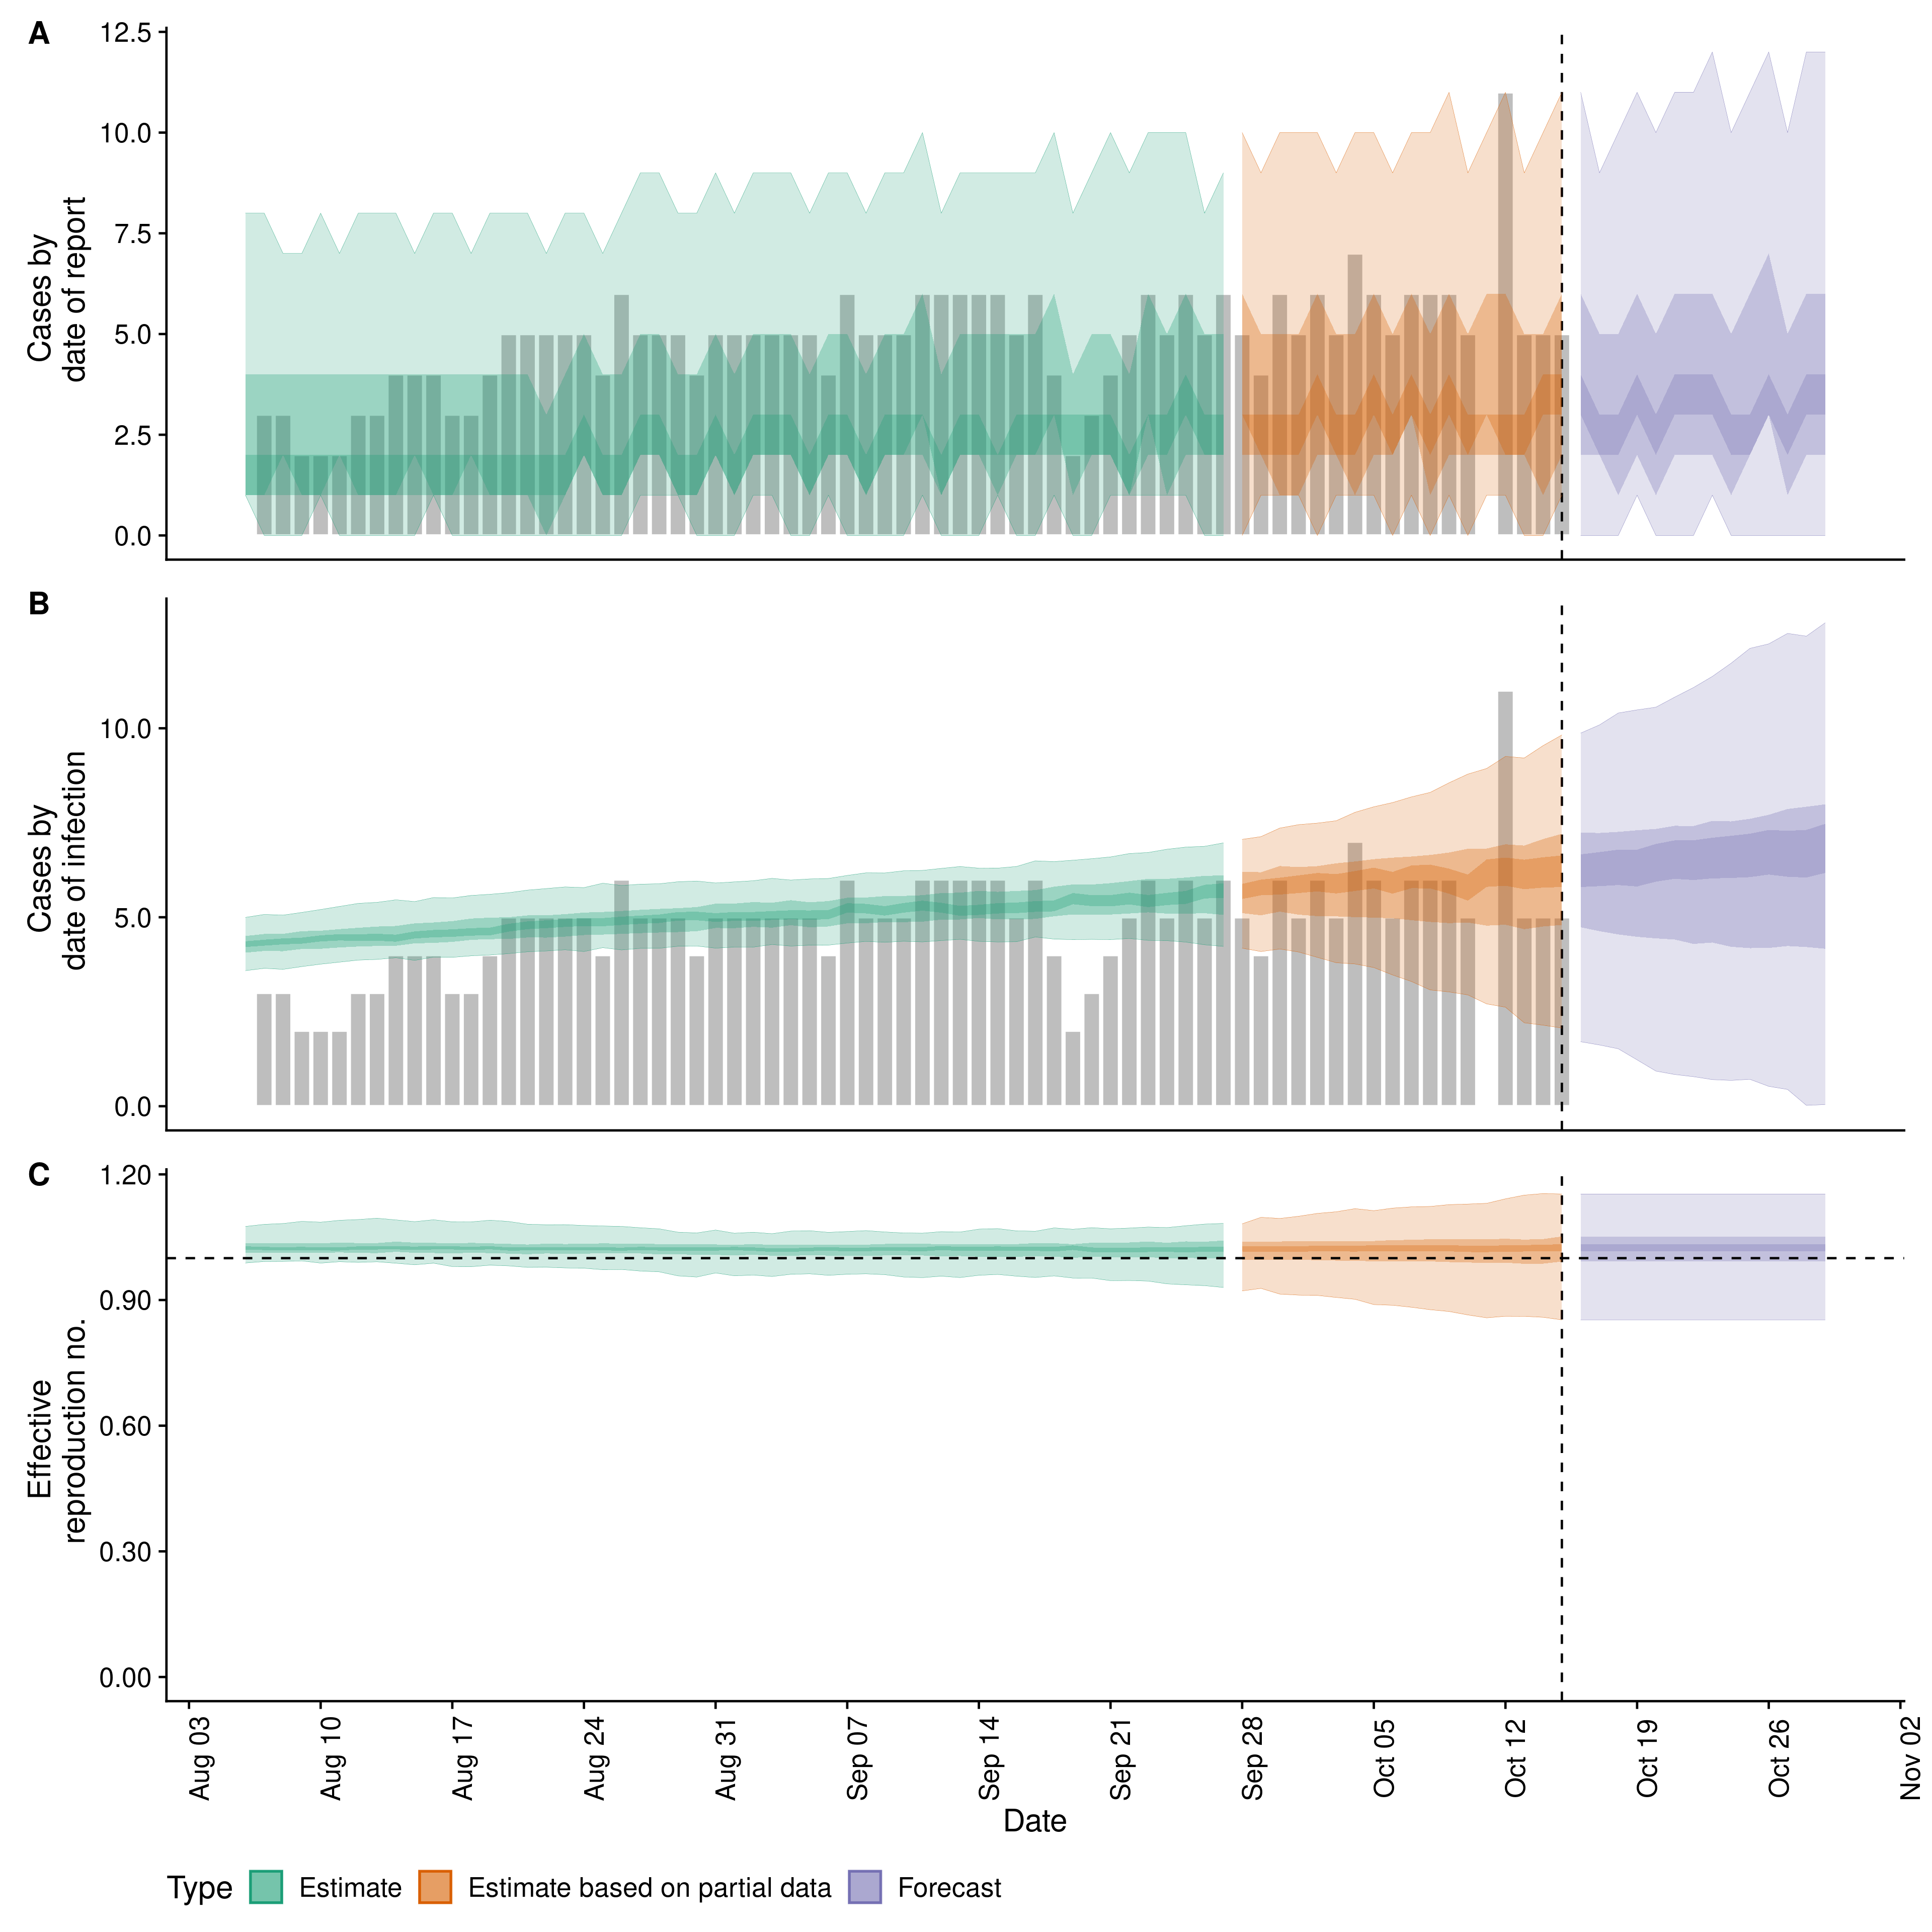 A
12.5
10.0
7.5
5.0
2.5
0.0
Cases by
date of report
B
10.0
5.0
0.0
Cases by
date of infection
C
1.20
0.90
0.60
0.30
0.00
Effective
reproduction no.
Aug 03
Aug 10
Aug 17
Aug 24
Aug 31
Sep 07
Sep 14
Sep 21
Sep 28
Oct 05
Oct 12
Oct 19
Oct 26
Nov 02
Date
Type
Estimate
Estimate based on partial data
Forecast